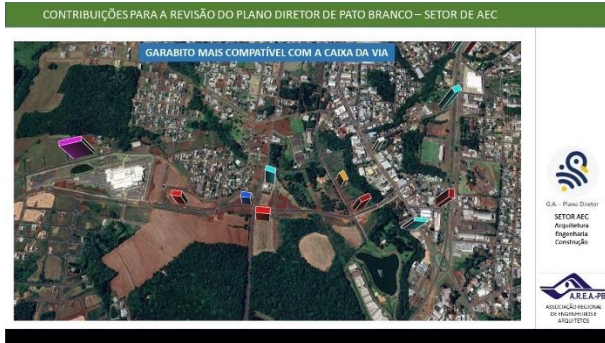 CONTRIBUIÇÕES PARA A REVISÃO DO PLANO DIRETOR DE PATO BRANCO – SETOR DE AEC
GARABITO MAIS COMPATÍVEL COM A CAIXA DA VIA
G.A. - Plano Diretor
SETOR AEC
Arquitetura
Engenharia
Construção
A.R.E.A.-PB
ASSOCIAÇÃO REGIONAL
DE ENGENHEIROS E
ARQUITETOS